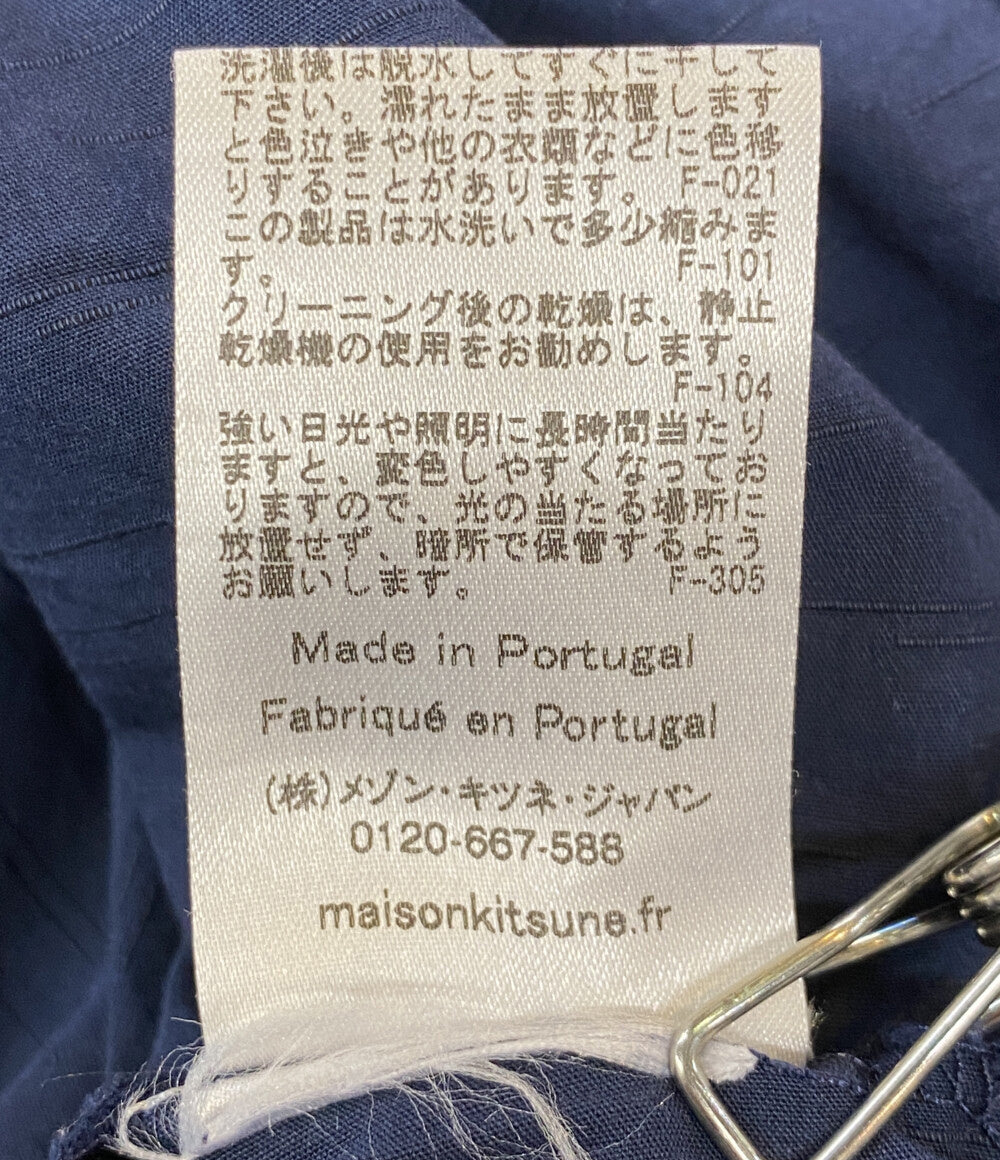 洗濯後は脱水してすぐに干して
下さい。濡れたまま放置します
と色泣きや他の衣類などに色移
りすることがあります。 F-021
この製品は水洗いで多少縮みま
す。 F-101
クリーニング後の乾燥は、静止
乾燥機の使用をお勧めします。
F-104
強い日光や照明に長時間当たり
ますと、変色しやすくなってお
りますので、光の当たる場所に
放置せず、暗所で保管するよう
お願いします。 F-305
Made in Portugal
Fabriqué en Portugal
(株)メゾン・キツネ・ジャパン
0120-667-588
maisonkitsune.fr